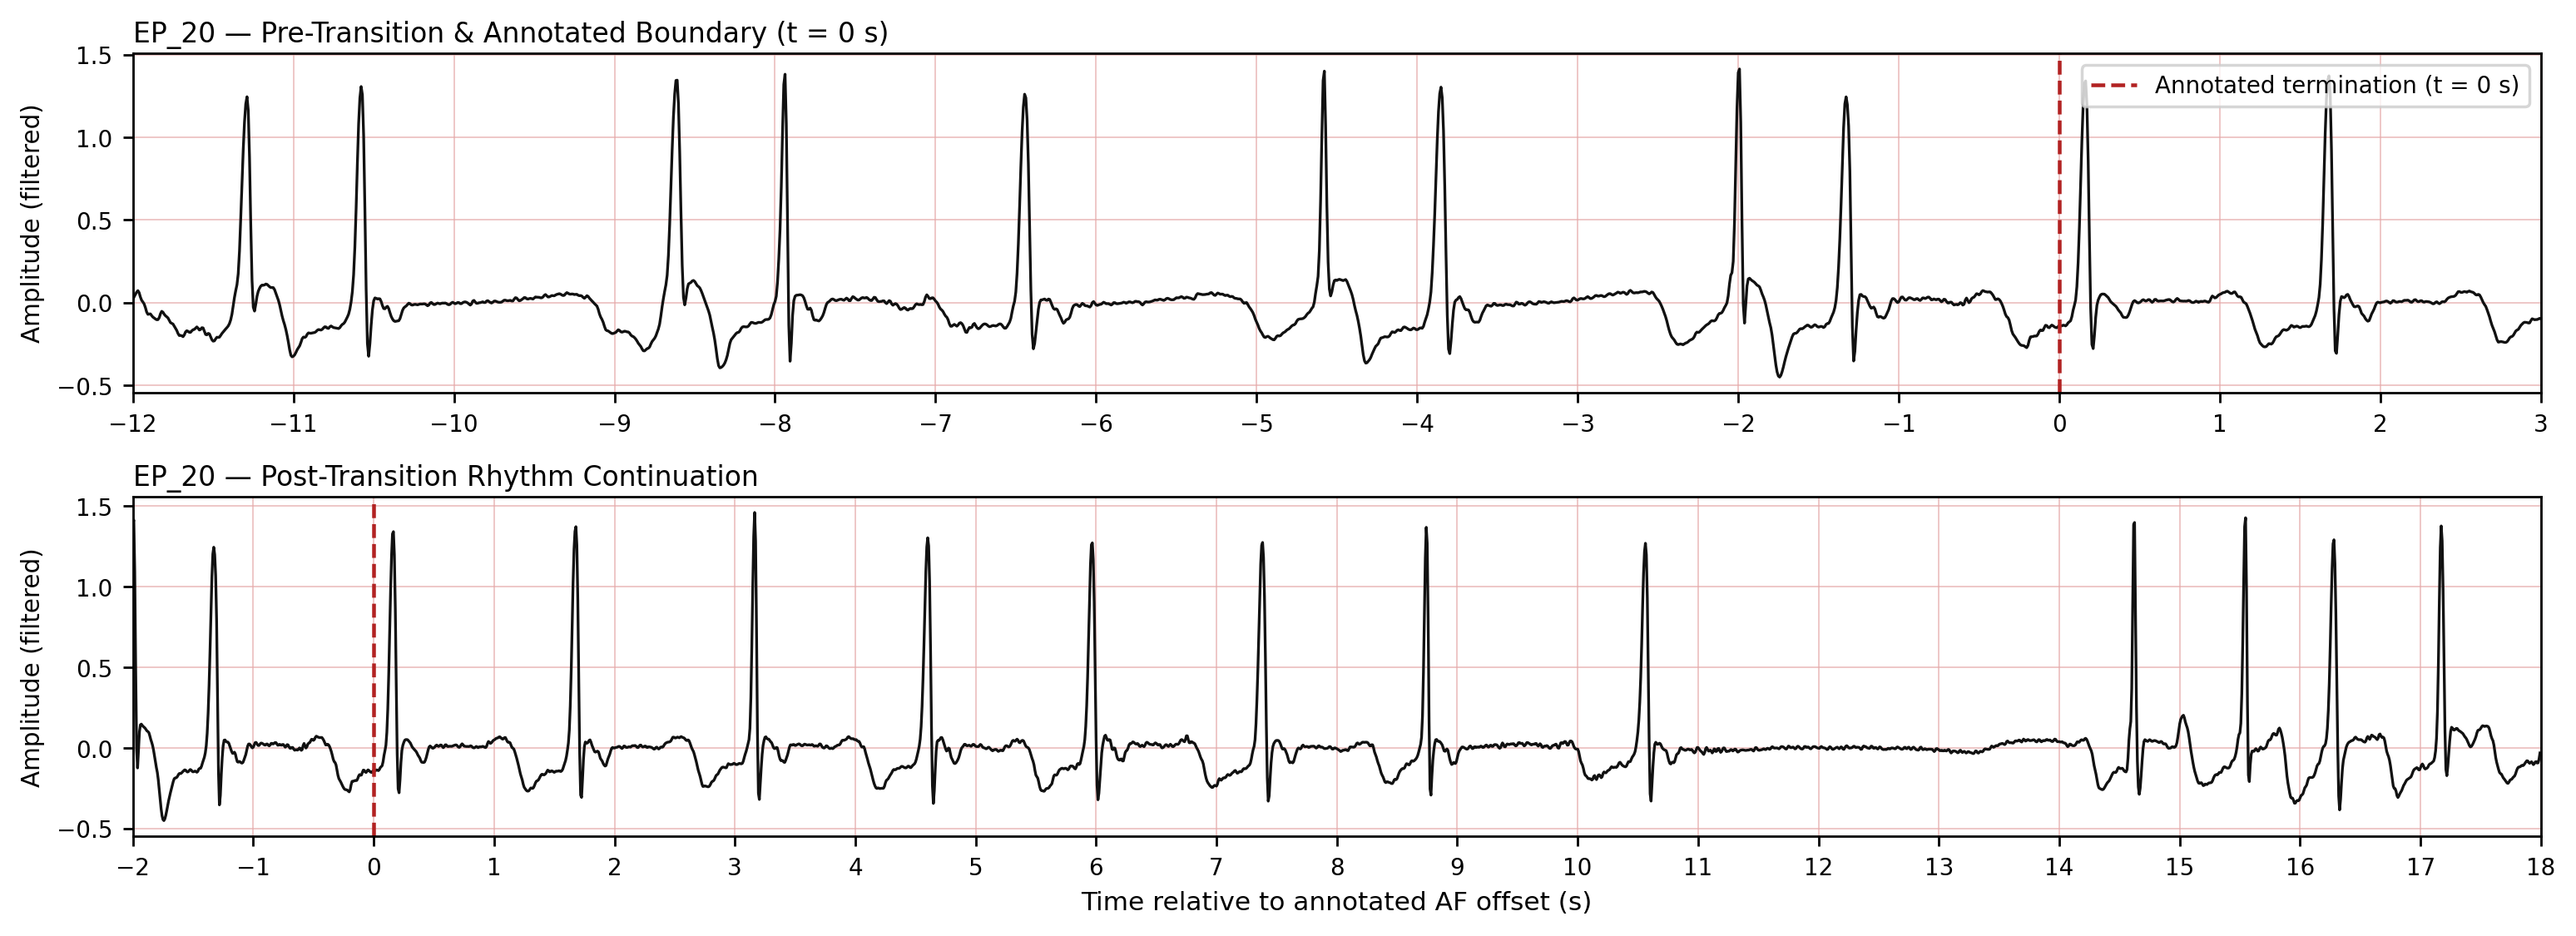 EP_20 — Pre-Transition & Annotated Boundary (t = 0 s)
Amplitude (filtered)
1.5
1.0
0.5
0.0
−0.5
Annotated termination (t = 0 s)
−12 −11 −10 −9 −8 −7 −6 −5 −4 −3 −2 −1 0 1 2 3
EP_20 — Post-Transition Rhythm Continuation
Amplitude (filtered)
1.5
1.0
0.5
0.0
−0.5
−2 −1 0 1 2 3 4 5 6 7 8 9 10 11 12 13 14 15 16 17 18
Time relative to annotated AF offset (s)